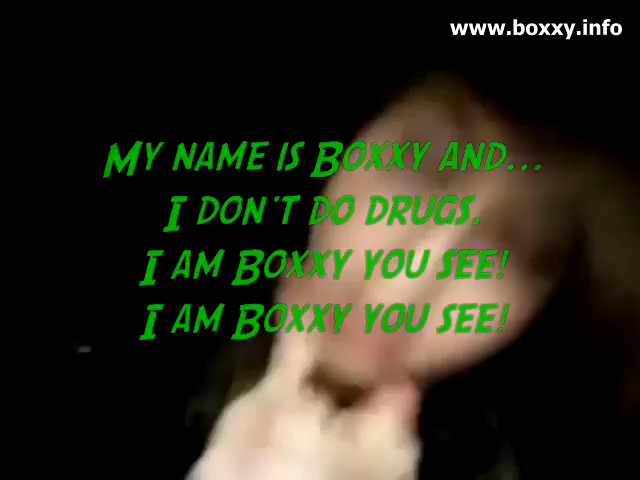 www.boxxy.info
My name is Boxxy and...
I don't do drugs.
I am Boxxy you see!
I am Boxxy you see!